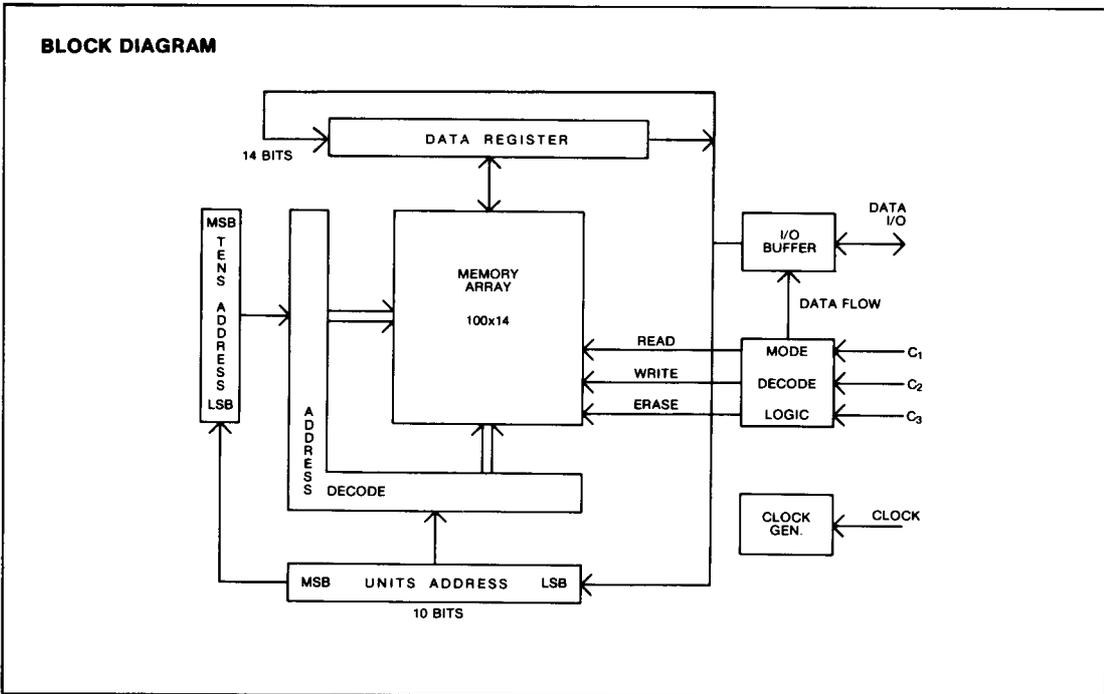 BLOCK DIAGRAM
DATA REGISTER
14 BITS
MSB
TENS ADDRESS
LSB
ADDRESS
DECODE
MEMORY
ARRAY
100x14
I/O
BUFFER
DATA
I/O
DATA FLOW
READ
WRITE
ERASE
MODE
DECODE
LOGIC
C₁
C₂
C₃
CLOCK
GEN.
CLOCK
MSB UNITS ADDRESS LSB
10 BITS